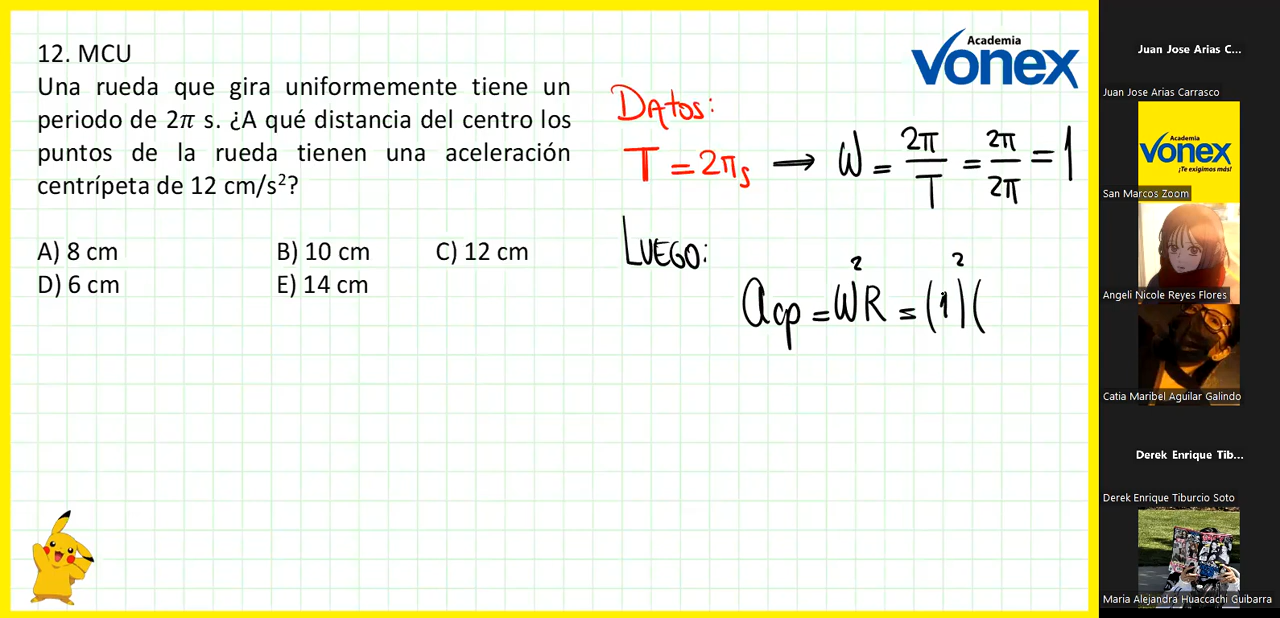 12. MCU
Una rueda que gira uniformemente tiene un
periodo de 2𝜋 s. ¿A qué distancia del centro los
puntos de la rueda tienen una aceleración
centrípeta de 12 cm/s²?
A) 8 cm B) 10 cm C) 12 cm
D) 6 cm E) 14 cm
Academia
Vonex
DATOS:
T = 2π s → W = 2π/T = 2π/2π = 1
LUEGO:
acp = W²R = (1)²(
Juan Jose Arias C...
Juan Jose Arias Carrasco
Academia
Vonex
¡Te exigimos más!
San Marcos Zoom
Angeli Nicole Reyes Flores
Catia Maribel Aguilar Galindo
Derek Enrique Tib...
Derek Enrique Tiburcio Soto
Maria Alejandra Huaccachi Guibarra